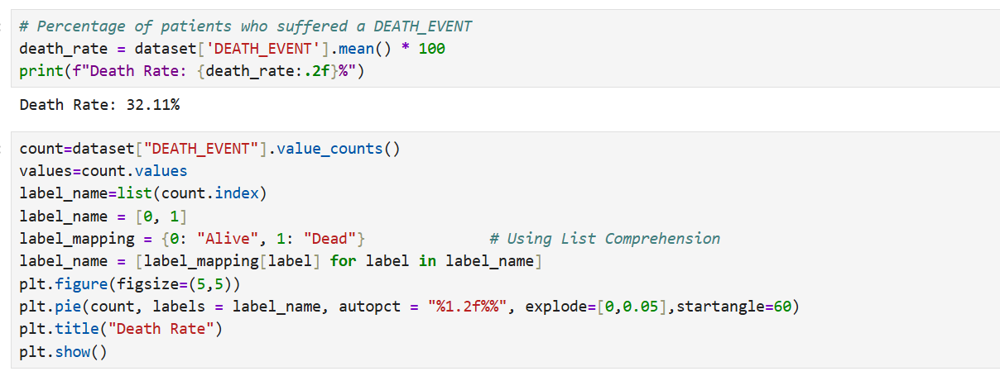 # Percentage of patients who suffered a DEATH_EVENT
death_rate = dataset['DEATH_EVENT'].mean() * 100
print(f"Death Rate: {death_rate:.2f}%")
Death Rate: 32.11%
count=dataset["DEATH_EVENT"].value_counts()
values=count.values
label_name=list(count.index)
label_name = [0, 1]
label_mapping = {0: "Alive", 1: "Dead"}              # Using List Comprehension
label_name = [label_mapping[label] for label in label_name]
plt.figure(figsize=(5,5))
plt.pie(count, labels = label_name, autopct = "%1.2f%%", explode=[0,0.05],startangle=60)
plt.title("Death Rate")
plt.show()